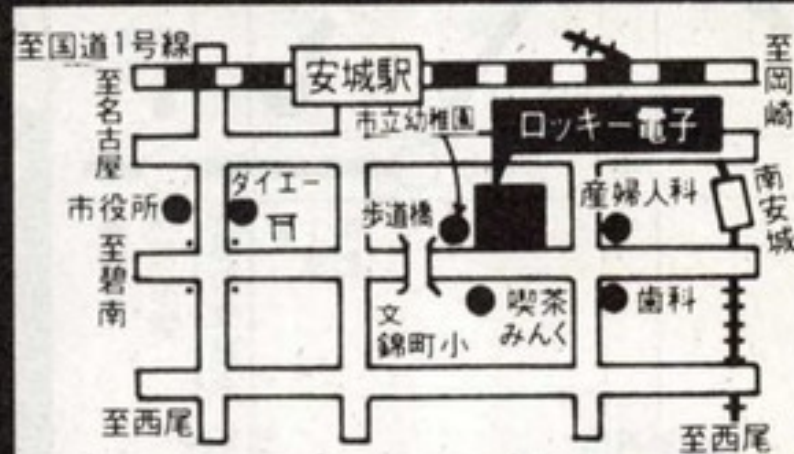 至国道1号線
安城駅
至岡崎
至名古屋
市立幼稚園
ロッキー電子
ダイエー
市役所
歩道橋
産婦人科
南安城
至碧南
文
錦町小
喫茶
みんく
歯科
至西尾
至西尾